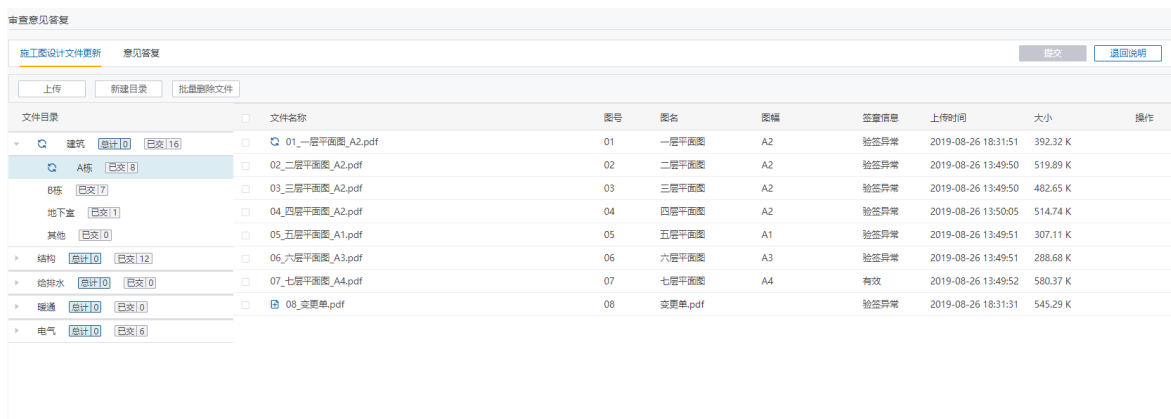 审查意见答复
施工图设计文件更新 意见答复 提交 退回说明
上传 新建目录 批量删除文件
文件目录 文件名称 图号 图名 图幅 签章信息 上传时间 大小 操作
建筑 总计 0 已交 16 01_一层平面图_A2.pdf 01 一层平面图 A2 验签异常 2019-08-26 18:31:51 392.32 K
A栋 已交 8 02_二层平面图_A2.pdf 02 二层平面图 A2 验签异常 2019-08-26 13:49:50 519.89 K
B栋 已交 7 03_三层平面图_A2.pdf 03 三层平面图 A2 验签异常 2019-08-26 13:49:51 482.65 K
地下室 已交 1 04_四层平面图_A2.pdf 04 四层平面图 A2 验签异常 2019-08-26 13:50:05 514.74 K
其他 已交 0 05_五层平面图_A1.pdf 05 五层平面图 A1 验签异常 2019-08-26 13:49:51 307.11 K
结构 总计 0 已交 12 06_六层平面图_A3.pdf 06 六层平面图 A3 验签异常 2019-08-26 13:49:51 288.68 K
给排水 总计 0 已交 0 07_七层平面图_A4.pdf 07 七层平面图 A4 有效 2019-08-26 13:49:52 580.37 K
暖通 总计 0 已交 0 08_变更单.pdf 08 变更单.pdf 验签异常 2019-08-26 18:31:31 545.29 K
电气 总计 0 已交 6